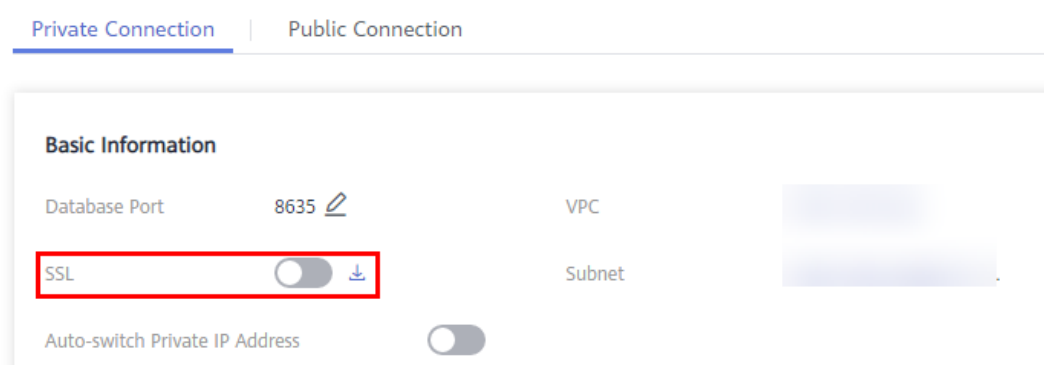 Private Connection Public Connection
Basic Information
Database Port 8635 VPC
SSL Subnet
Auto-switch Private IP Address